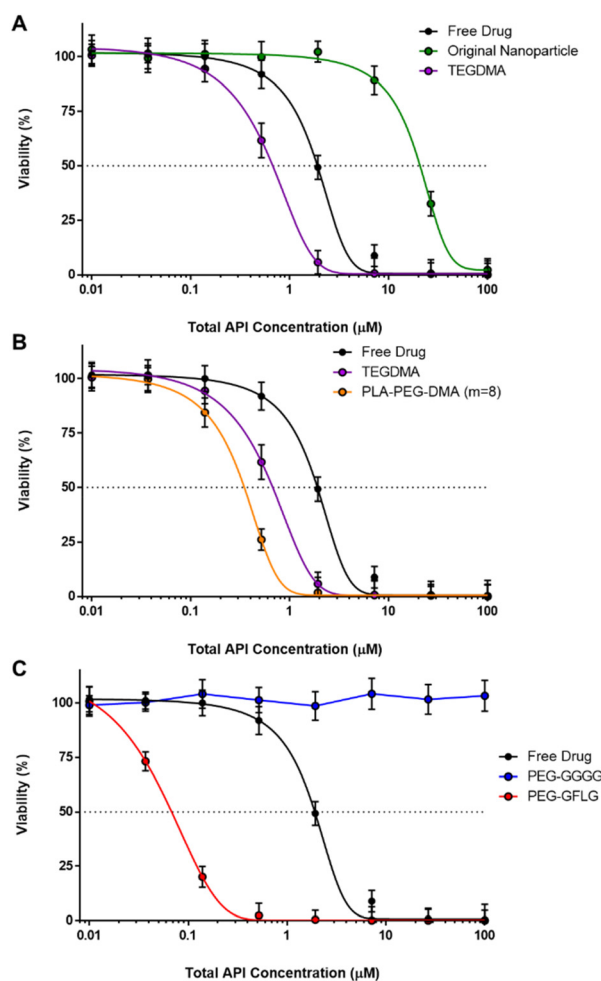 A
Free Drug
Original Nanoparticle
TEGDMA
Viability (%)
100
75
50
25
0
0.01 0.1 1 10 100
Total API Concentration (μM)
B
Free Drug
TEGDMA
PLA-PEG-DMA (m=8)
Viability (%)
100
75
50
25
0
0.01 0.1 1 10 100
Total API Concentration (μM)
C
Free Drug
PEG-GGGG
PEG-GFLG
Viability (%)
100
75
50
25
0
0.01 0.1 1 10 100
Total API Concentration (μM)